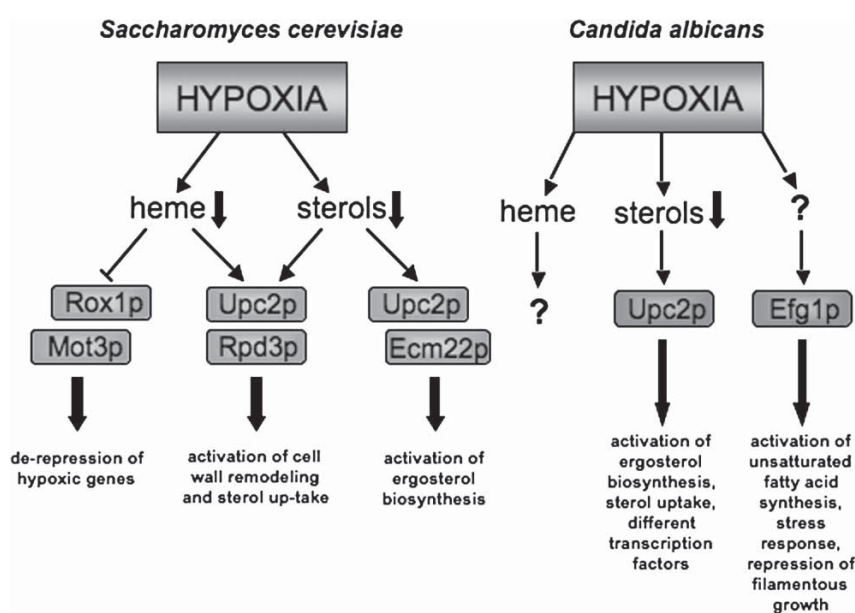 Saccharomyces cerevisiae
HYPOXIA
heme
sterols
Rox1p
Mot3p
Upc2p
Rpd3p
Upc2p
Ecm22p
de-repression of
hypoxic genes
activation of cell
wall remodeling
and sterol up-take
activation of
ergosterol
biosynthesis
Candida albicans
HYPOXIA
heme
sterols
?
?
Upc2p
Efg1p
activation of
ergosterol
biosynthesis,
sterol uptake,
different
transcription
factors
activation of
unsatturated
fatty acid
synthesis,
stress
response,
repression of
filamentous
growth